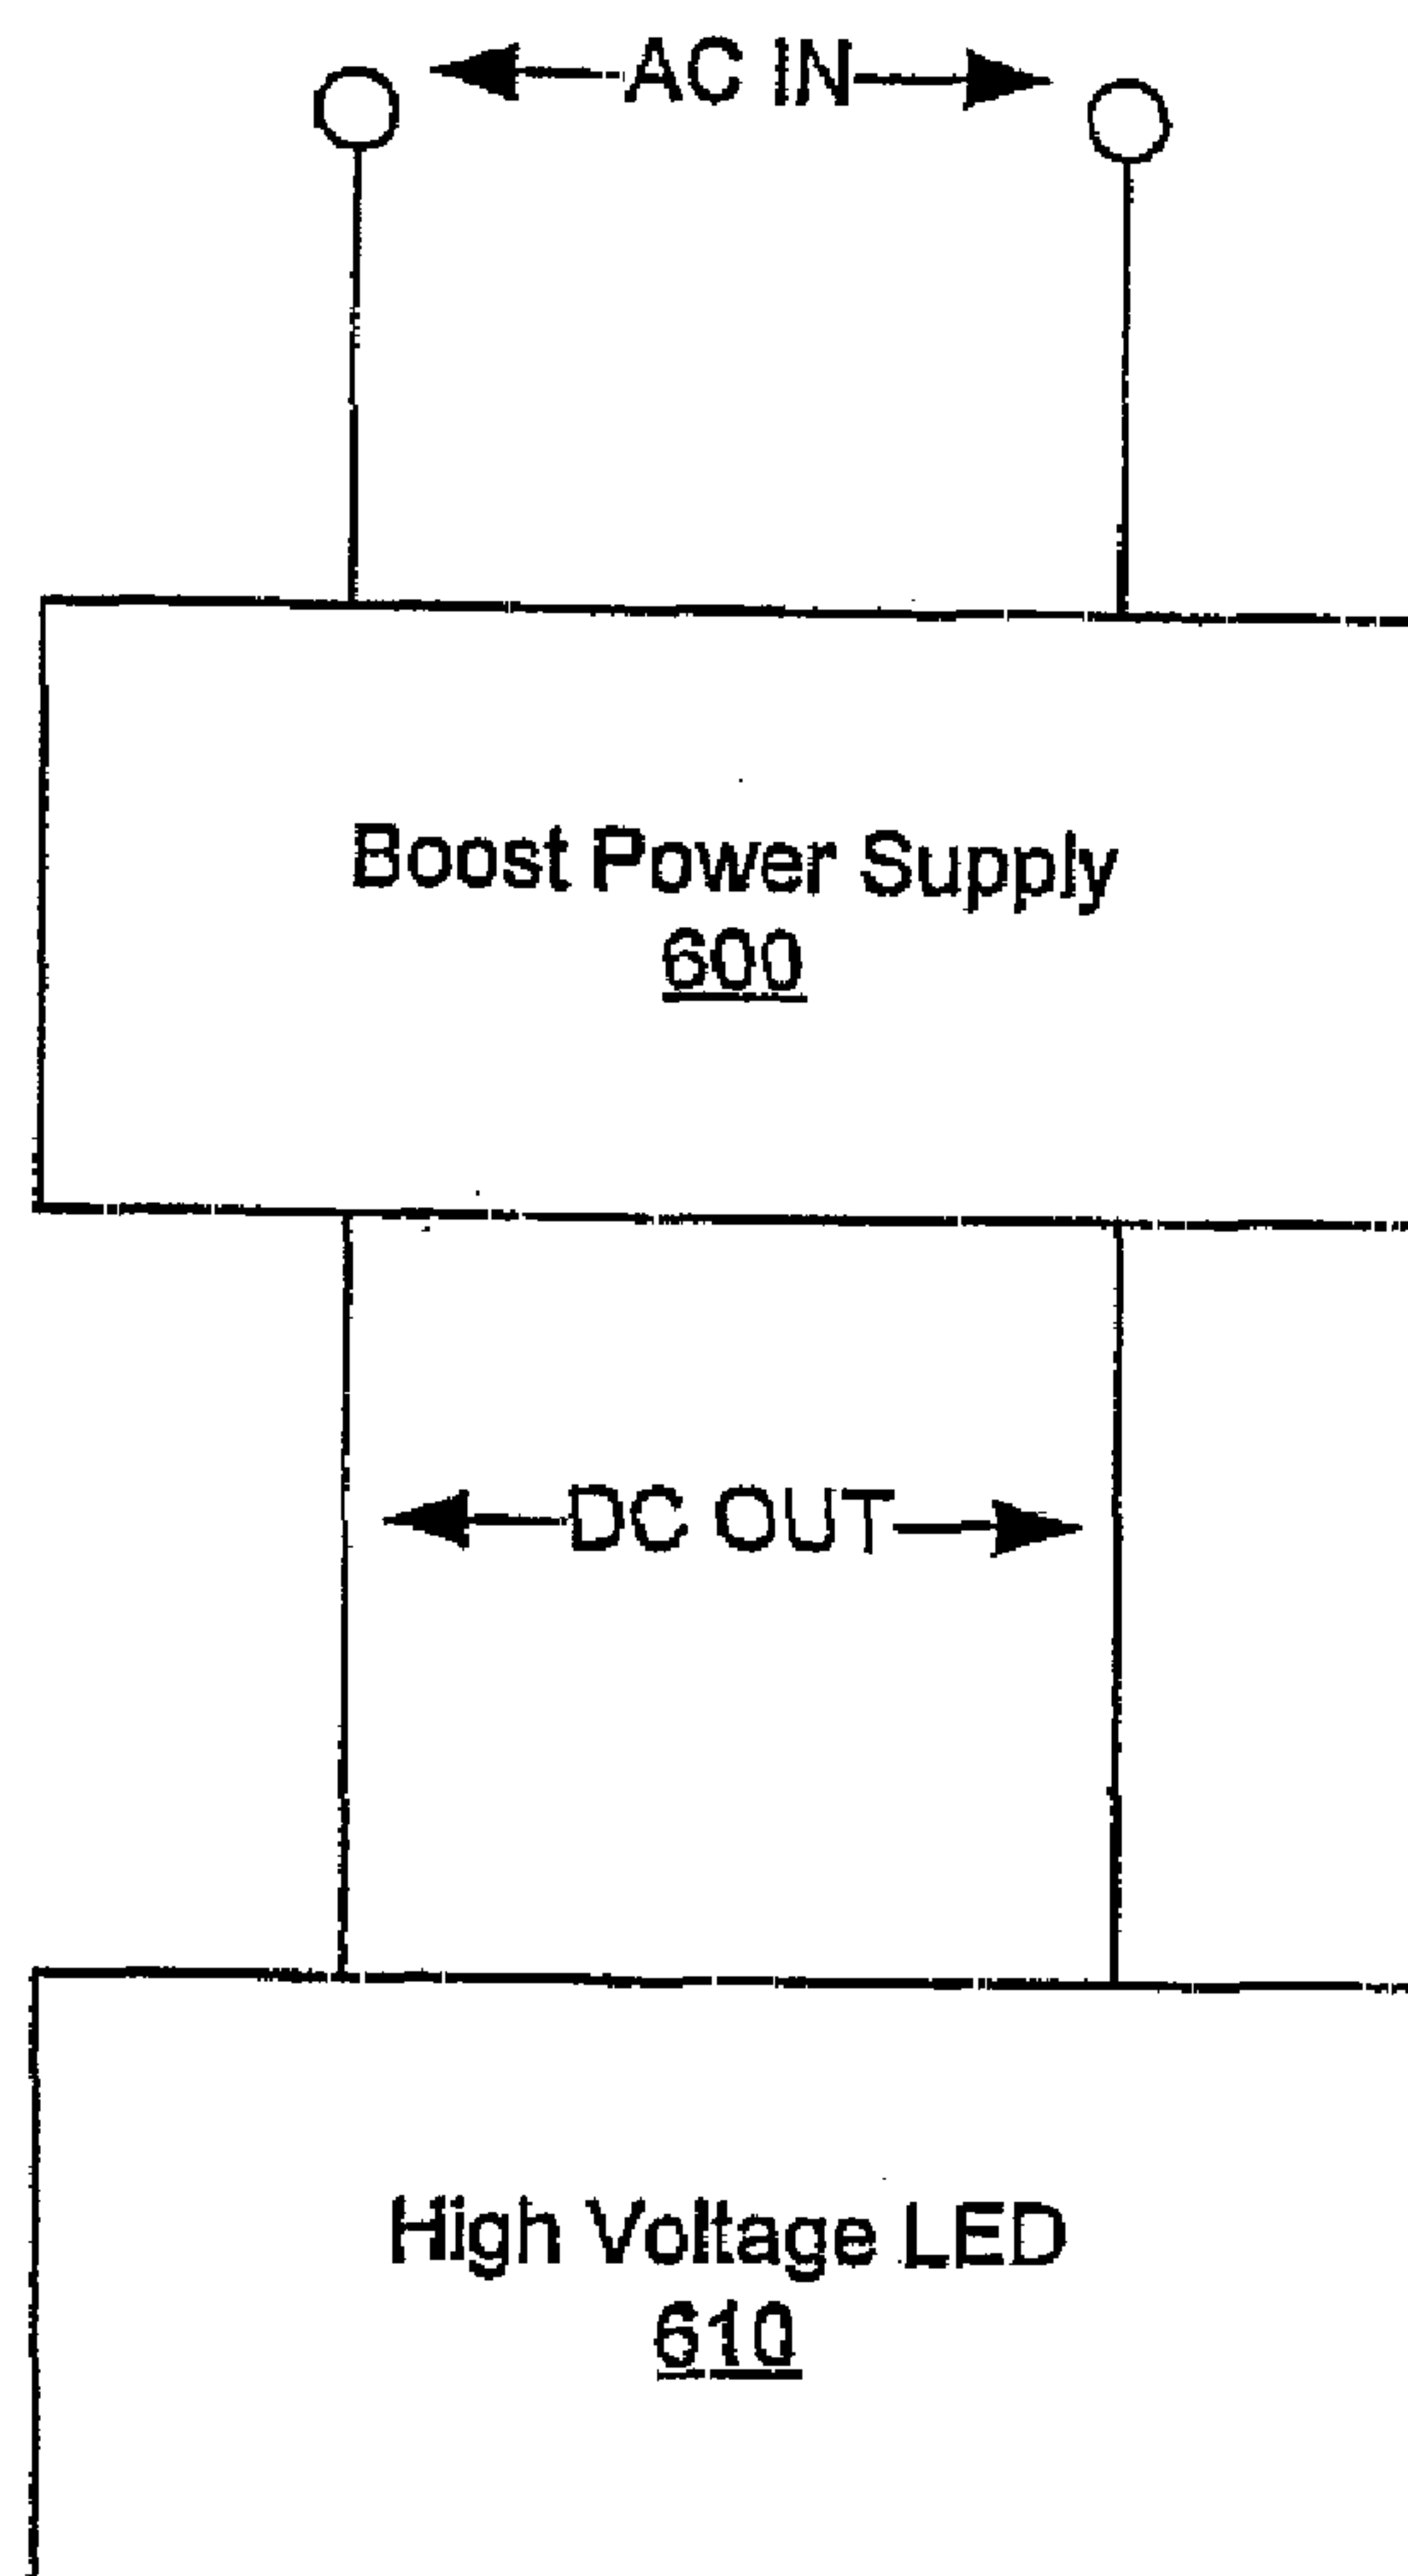 AC IN
Boost Power Supply
600
DC OUT
High Voltage LED
610